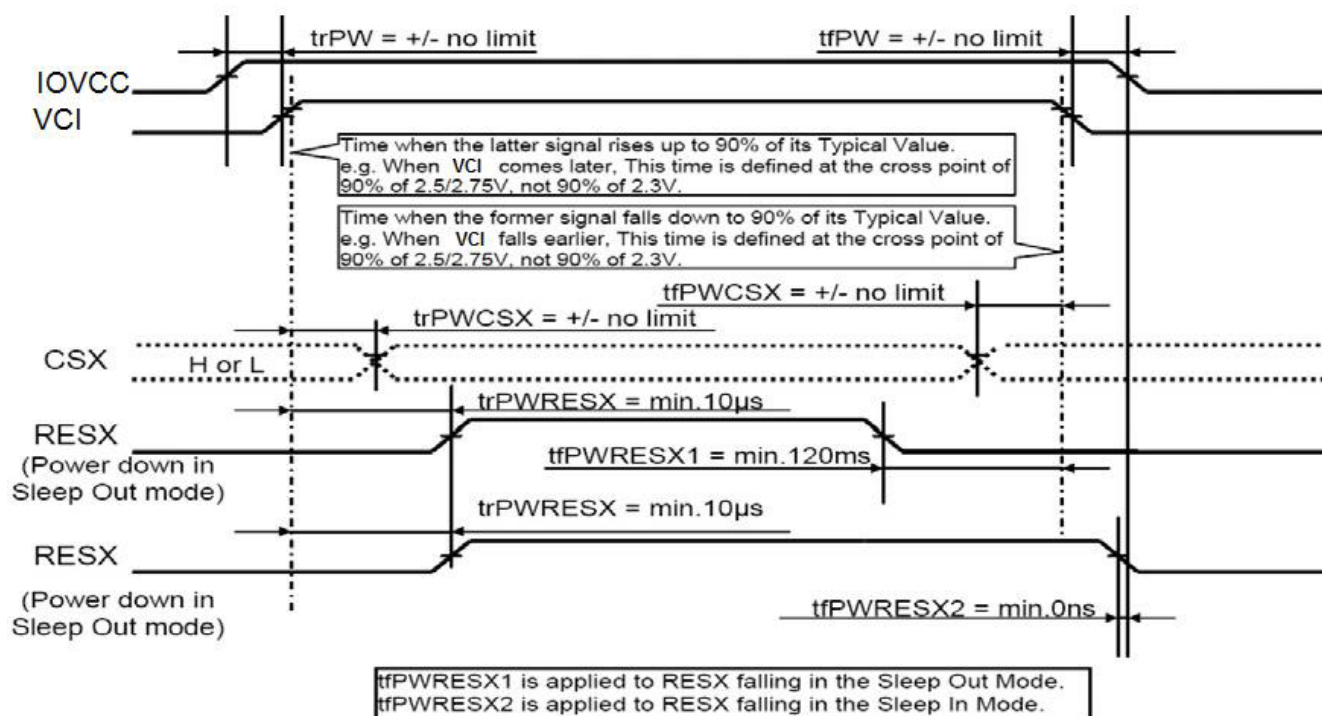 trPW = +/- no limit
tfPW = +/- no limit
IOVCC
VCI
Time when the latter signal rises up to 90% of its Typical Value.
e.g. When VCI comes later, This time is defined at the cross point of
90% of 2.5/2.75V, not 90% of 2.3V.
Time when the former signal falls down to 90% of its Typical Value.
e.g. When VCI falls earlier, This time is defined at the cross point of
90% of 2.5/2.75V, not 90% of 2.3V.
tfPWCSX = +/- no limit
trPWCSX = +/- no limit
CSX
H or L
trPWRESX = min.10µs
RESX
(Power down in
Sleep Out mode)
tfPWRESX1 = min.120ms
trPWRESX = min.10µs
RESX
(Power down in
Sleep Out mode)
tfPWRESX2 = min.0ns
tfPWRESX1 is applied to RESX falling in the Sleep Out Mode.
tfPWRESX2 is applied to RESX falling in the Sleep In Mode.